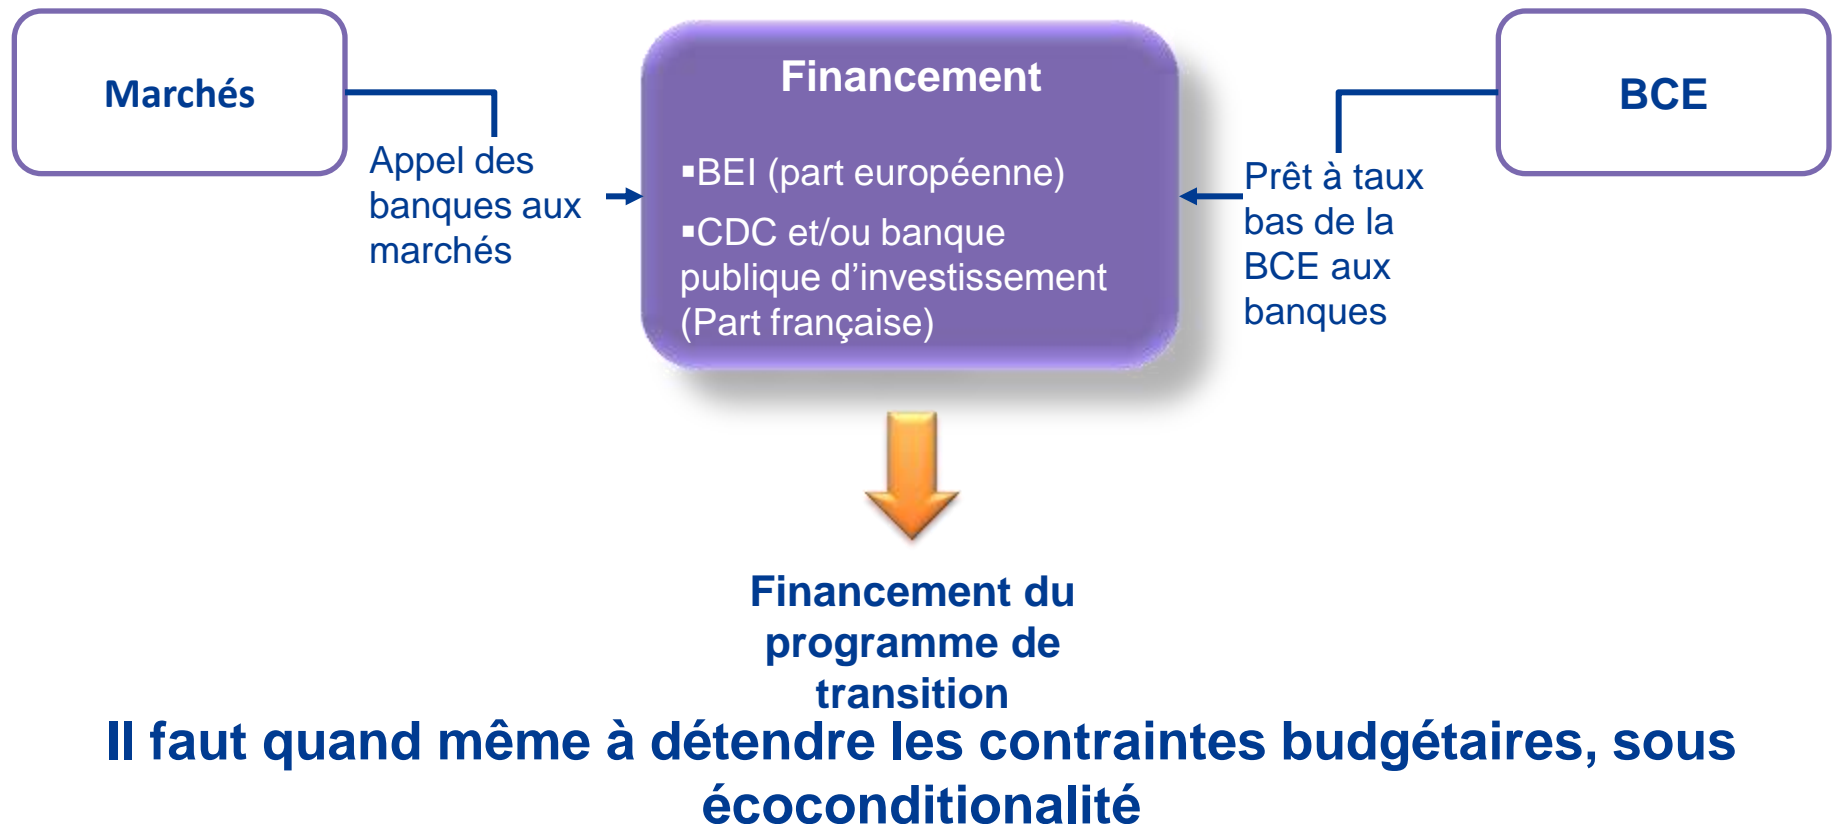 Marchés
Appel des
banques aux
marchés
Financement
▪BEI (part européenne)
▪CDC et/ou banque
publique d’investissement
(Part française)
BCE
Prêt à taux
bas de la
BCE aux
banques
Financement du
programme de
transition
Il faut quand même à détendre les contraintes budgétaires, sous
écoconditionalité